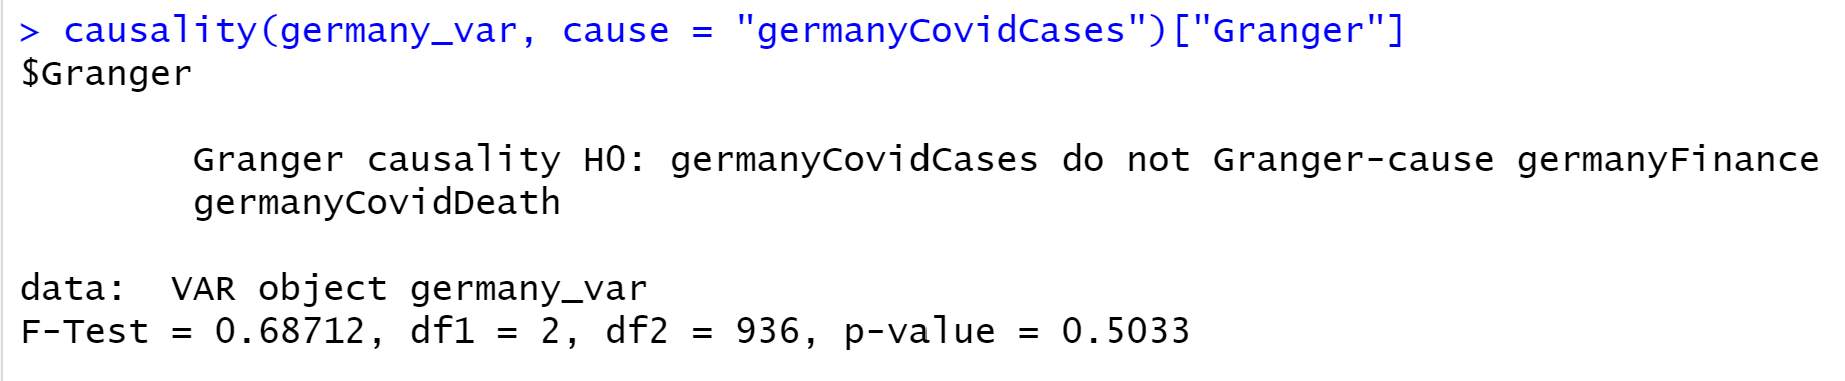 > causality(germany_var, cause = "germanyCovidCases")["Granger"]
$Granger
Granger causality H0: germanyCovidCases do not Granger-cause germanyFinance
germanyCovidDeath
data:  VAR object germany_var
F-Test = 0.68712, df1 = 2, df2 = 936, p-value = 0.5033